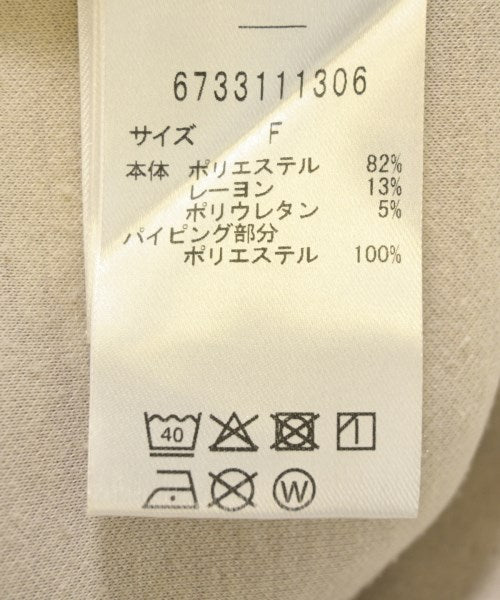 6733111306
サイズ F
本体 ポリエステル 82%
レーヨン 13%
ポリウレタン 5%
パイピング部分
ポリエステル 100%
40
W